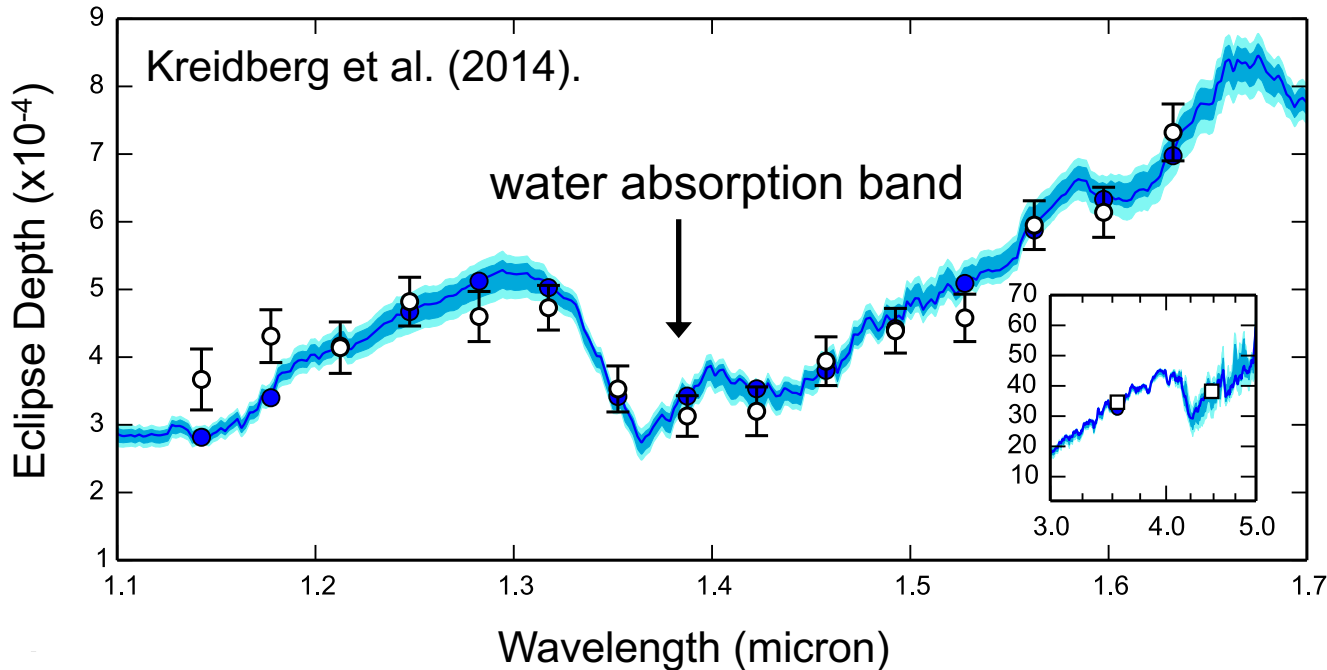 Kreidberg et al. (2014).
water absorption band
Eclipse Depth (x10⁻⁴)
9
8
7
6
5
4
3
2
1
1.1 1.2 1.3 1.4 1.5 1.6 1.7
Wavelength (micron)
70
60
50
40
30
20
10
3.0 4.0 5.0